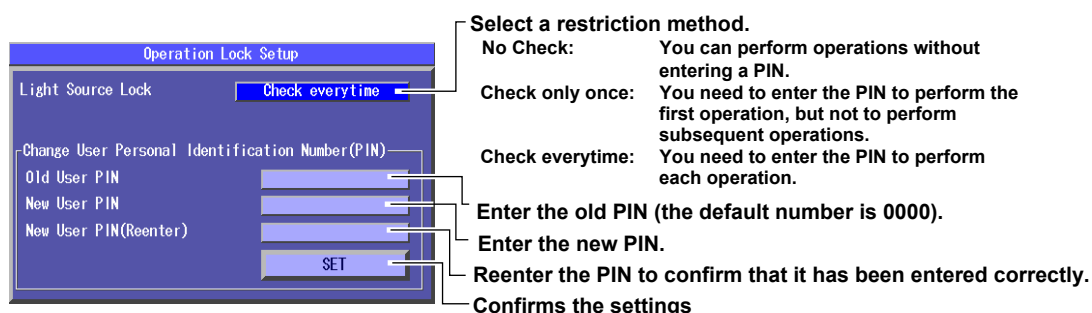 Operation Lock Setup
Light Source Lock
Check everytime
Change User Personal Identification Number(PIN)
Old User PIN
New User PIN
New User PIN(Reenter)
SET
Select a restriction method.
No Check: You can perform operations without
entering a PIN.
Check only once: You need to enter the PIN to perform the
first operation, but not to perform
subsequent operations.
Check everytime: You need to enter the PIN to perform
each operation.
Enter the old PIN (the default number is 0000).
Enter the new PIN.
Reenter the PIN to confirm that it has been entered correctly.
Confirms the settings